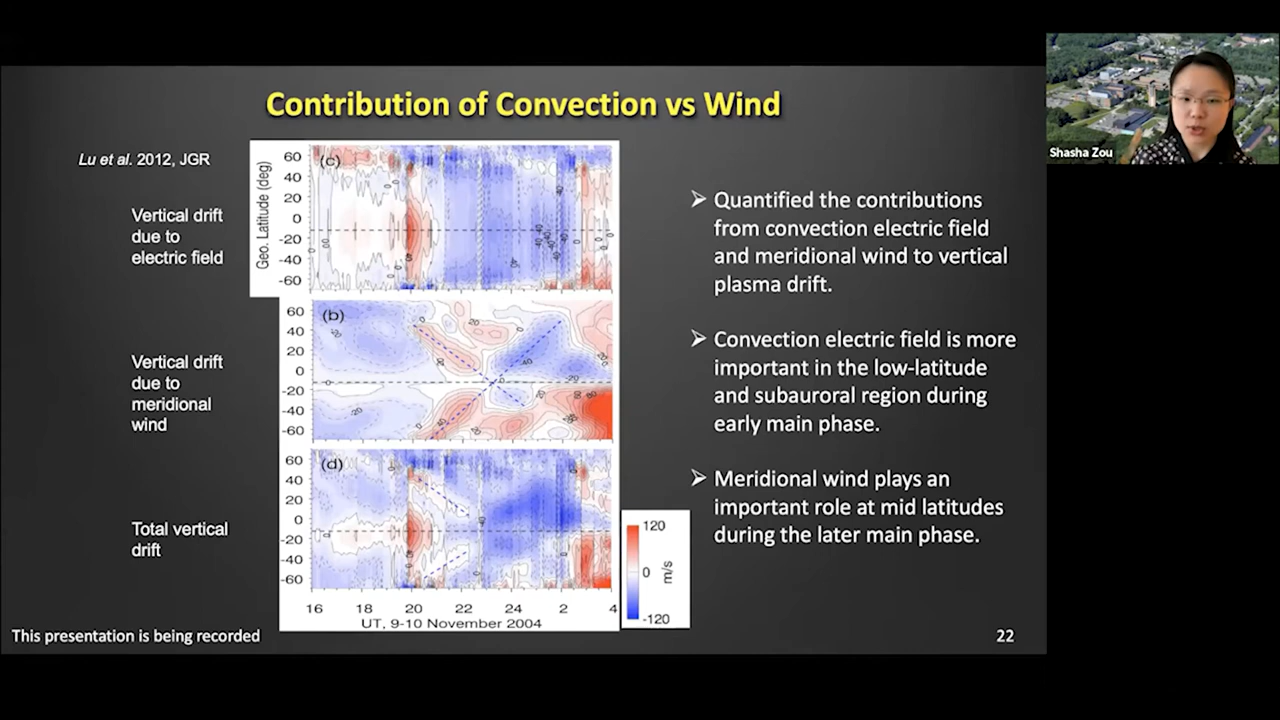 Contribution of Convection vs Wind
Lu et al. 2012, JGR
Vertical drift
due to
electric field
Vertical drift
due to
meridional
wind
Total vertical
drift
Geo. Latitude (deg)
(c)
60
40
20
0
-20
-40
-60
(b)
60
40
20
0
-20
-40
-60
(d)
60
40
20
0
-20
-40
-60
16 18 20 22 24 2 4
UT, 9-10 November 2004
120
0
-120
m/s
➢ Quantified the contributions
from convection electric field
and meridional wind to vertical
plasma drift.
➢ Convection electric field is more
important in the low-latitude
and subauroral region during
early main phase.
➢ Meridional wind plays an
important role at mid latitudes
during the later main phase.
This presentation is being recorded
22
Shasha Zou